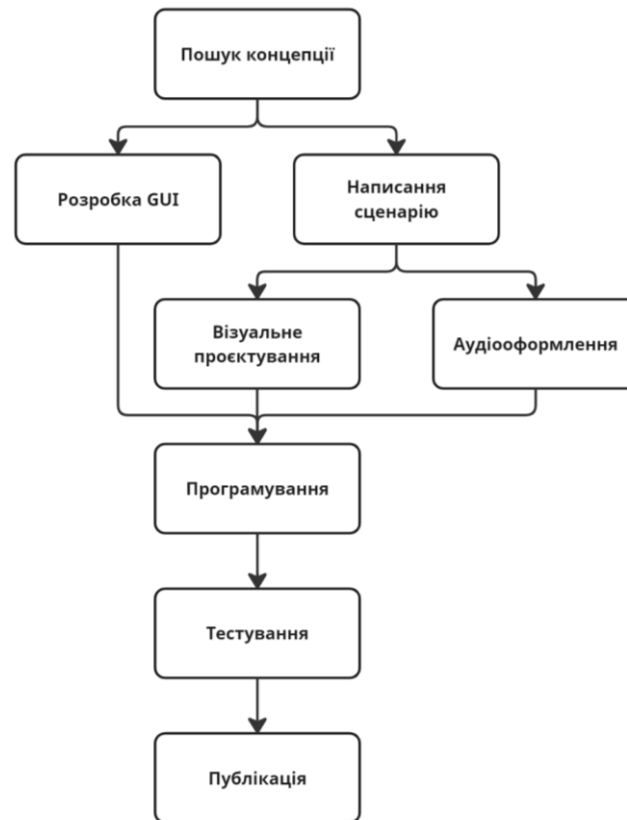 Пошук концепції
Розробка GUI
Написання
сценарію
Візуальне
проєктування
Аудіооформлення
Програмування
Тестування
Публікація